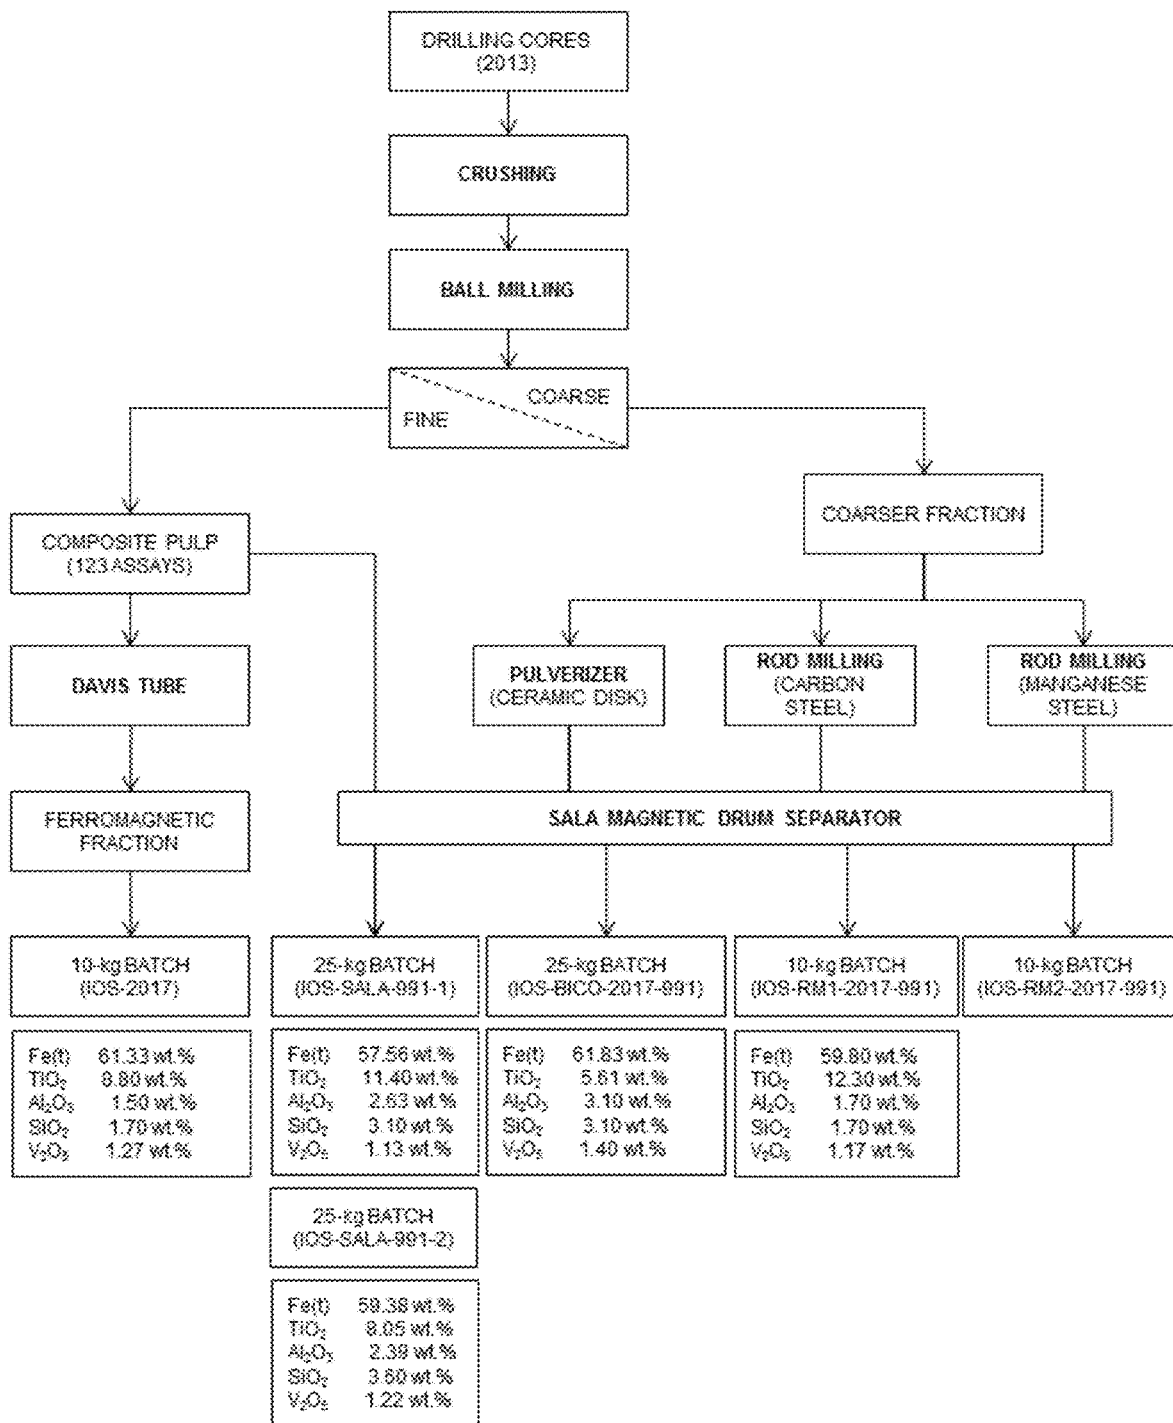 DRILLING CORES
(2013)
CRUSHING
BALL MILLING
COARSE
FINE
COARSER FRACTION
COMPOSITE PULP
(123 ASSAYS)
PULVERIZER
(CERAMIC DISK)
ROD MILLING
(CARBON
STEEL)
ROD MILLING
(MANGANESE
STEEL)
DAVIS TUBE
SALA MAGNETIC DRUM SEPARATOR
FERROMAGNETIC
FRACTION
10-kg BATCH
(IOS-2017)
25-kg BATCH
(IOS-SALA-991-1)
25-kg BATCH
(IOS-BICO-2017-991)
10-kg BATCH
(IOS-RM1-2017-991)
10-kg BATCH
(IOS-RM2-2017-991)
Fe(t) 61.33 wt.%
TiO₂ 8.80 wt.%
Al₂O₃ 1.50 wt.%
SiO₂ 1.70 wt.%
V₂O₅ 1.27 wt.%
Fe(t) 57.56 wt.%
TiO₂ 11.40 wt.%
Al₂O₃ 2.63 wt.%
SiO₂ 3.10 wt.%
V₂O₅ 1.13 wt.%
Fe(t) 61.83 wt.%
TiO₂ 5.61 wt.%
Al₂O₃ 3.10 wt.%
SiO₂ 3.10 wt.%
V₂O₅ 1.40 wt.%
Fe(t) 59.80 wt.%
TiO₂ 12.30 wt.%
Al₂O₃ 1.70 wt.%
SiO₂ 1.70 wt.%
V₂O₅ 1.17 wt.%
25-kg BATCH
(IOS-SALA-991-2)
Fe(t) 59.38 wt.%
TiO₂ 8.05 wt.%
Al₂O₃ 2.39 wt.%
SiO₂ 3.60 wt.%
V₂O₅ 1.22 wt.%